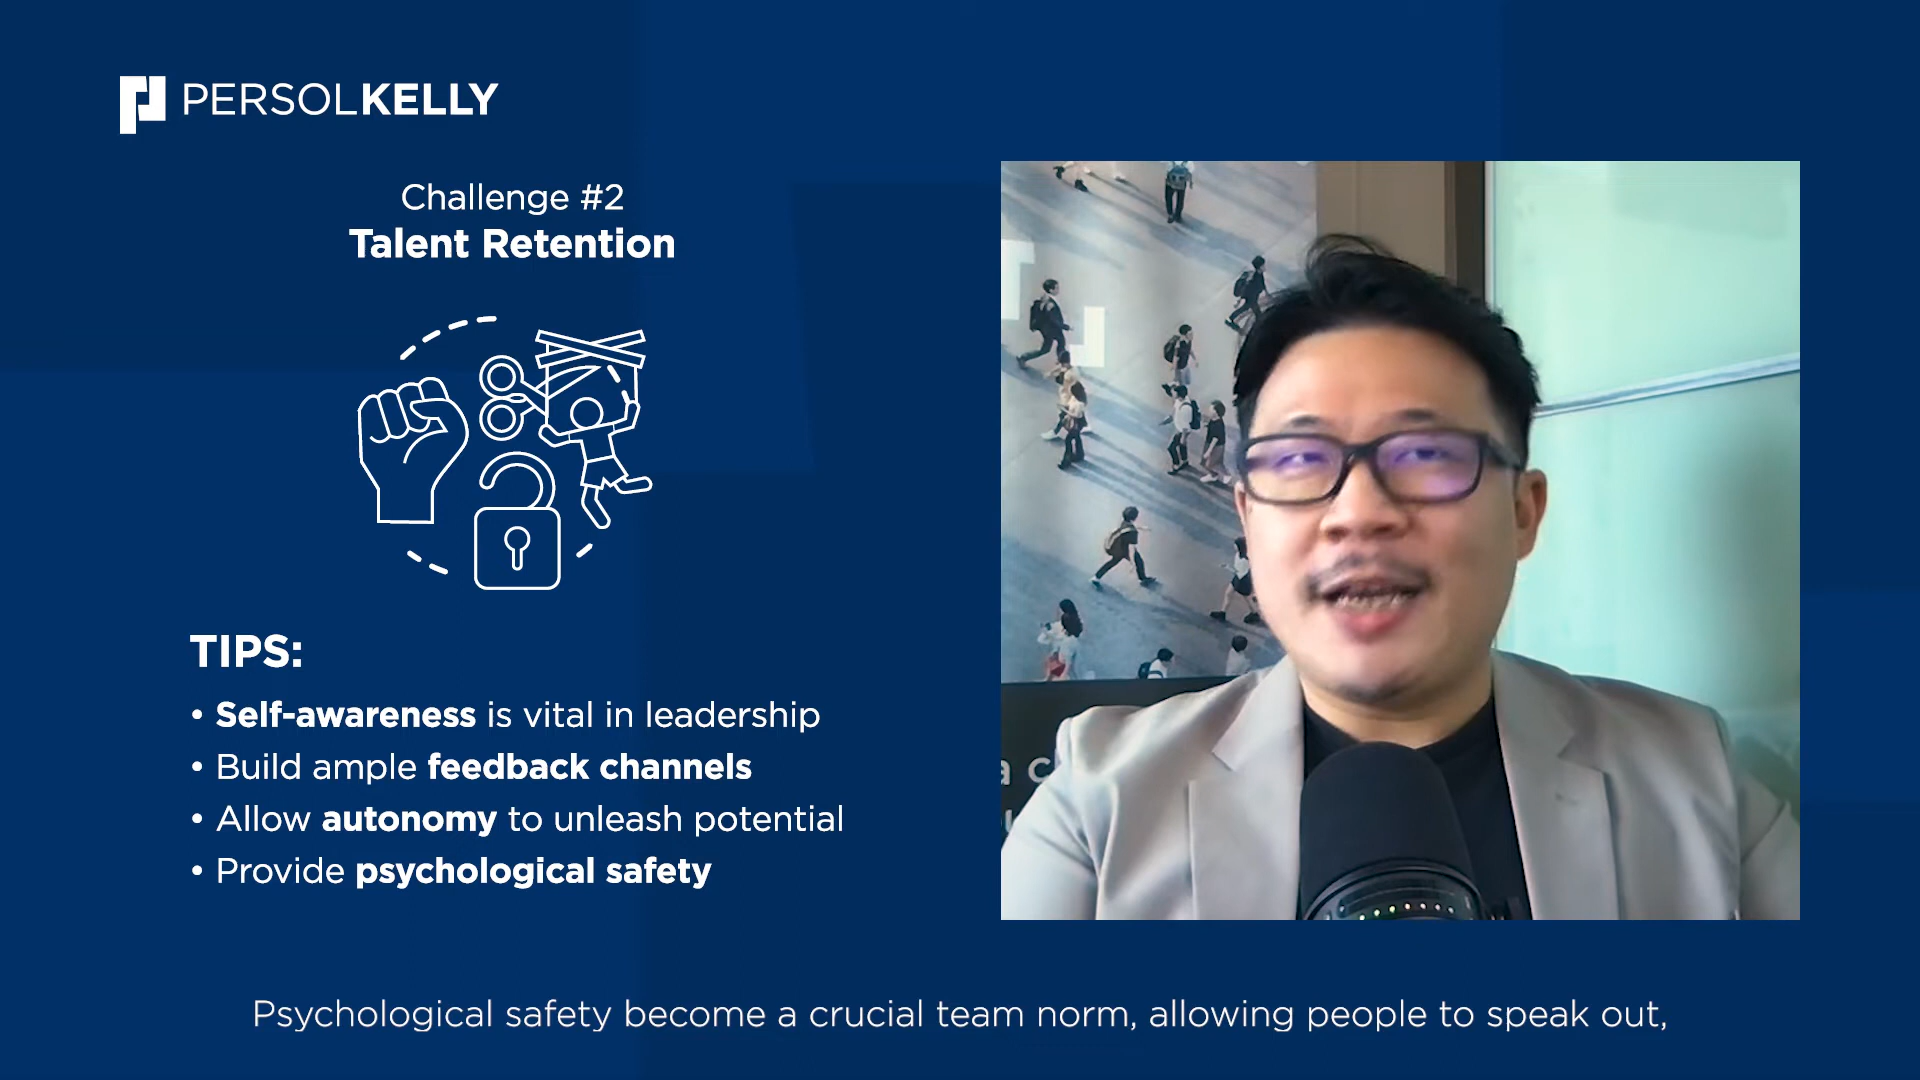 PERSOLKELLY
Challenge #2
Talent Retention
TIPS:
• Self-awareness is vital in leadership
• Build ample feedback channels
• Allow autonomy to unleash potential
• Provide psychological safety
Psychological safety become a crucial team norm, allowing people to speak out,